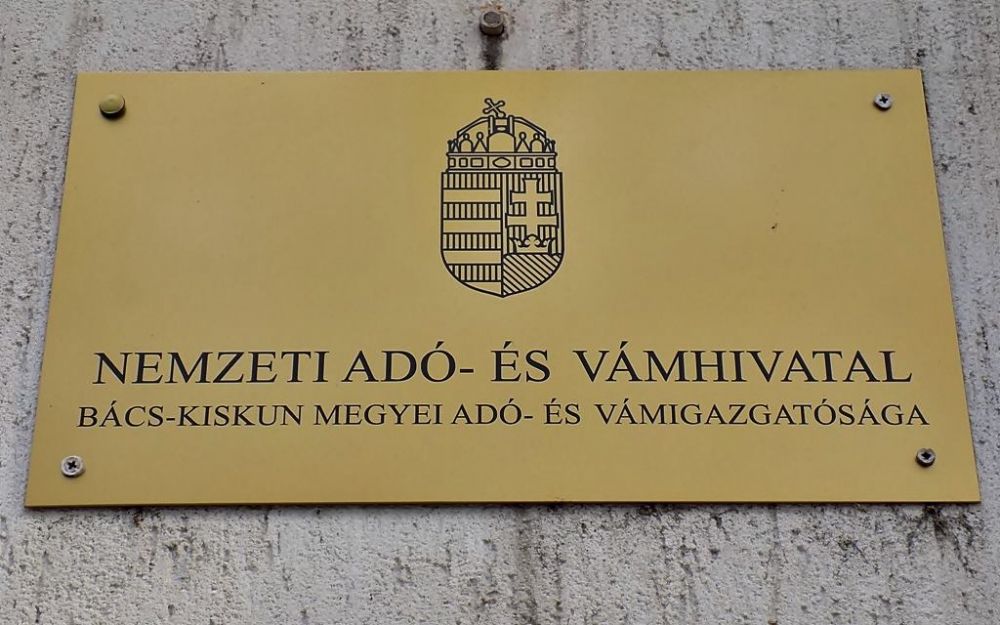 NEMZETI ADÓ- ÉS VÁMHIVATAL
BÁCS-KISKUN MEGYEI ADÓ- ÉS VÁMIGAZGATÓSÁGA